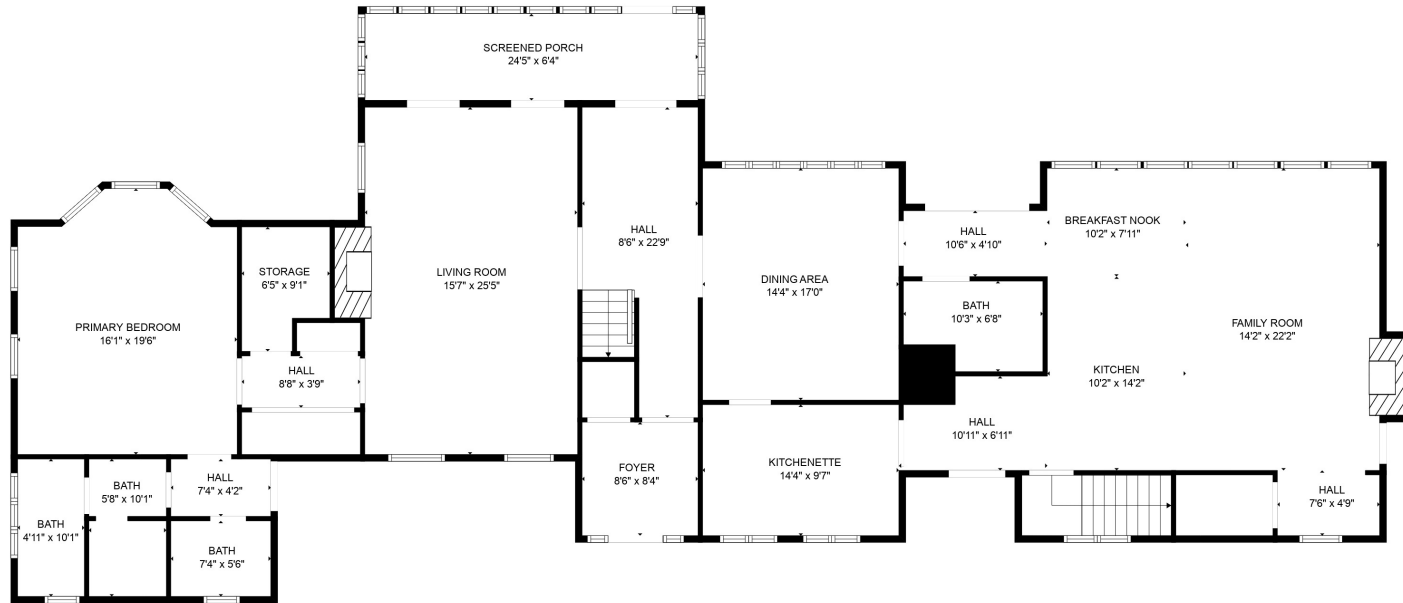 SCREENED PORCH
24'5" x 6'4"
PRIMARY BEDROOM
16'1" x 19'6"
STORAGE
6'5" x 9'1"
HALL
8'8" x 3'9"
LIVING ROOM
15'7" x 25'5"
HALL
8'6" x 22'9"
DINING AREA
14'4" x 17'0"
HALL
10'6" x 4'10"
BREAKFAST NOOK
10'2" x 7'11"
BATH
10'3" x 6'8"
FAMILY ROOM
14'2" x 22'2"
KITCHEN
10'2" x 14'2"
HALL
10'11" x 6'11"
KITCHENETTE
14'4" x 9'7"
FOYER
8'6" x 8'4"
HALL
7'4" x 4'2"
BATH
5'8" x 10'1"
BATH
4'11" x 10'1"
BATH
7'4" x 5'6"
HALL
7'6" x 4'9"